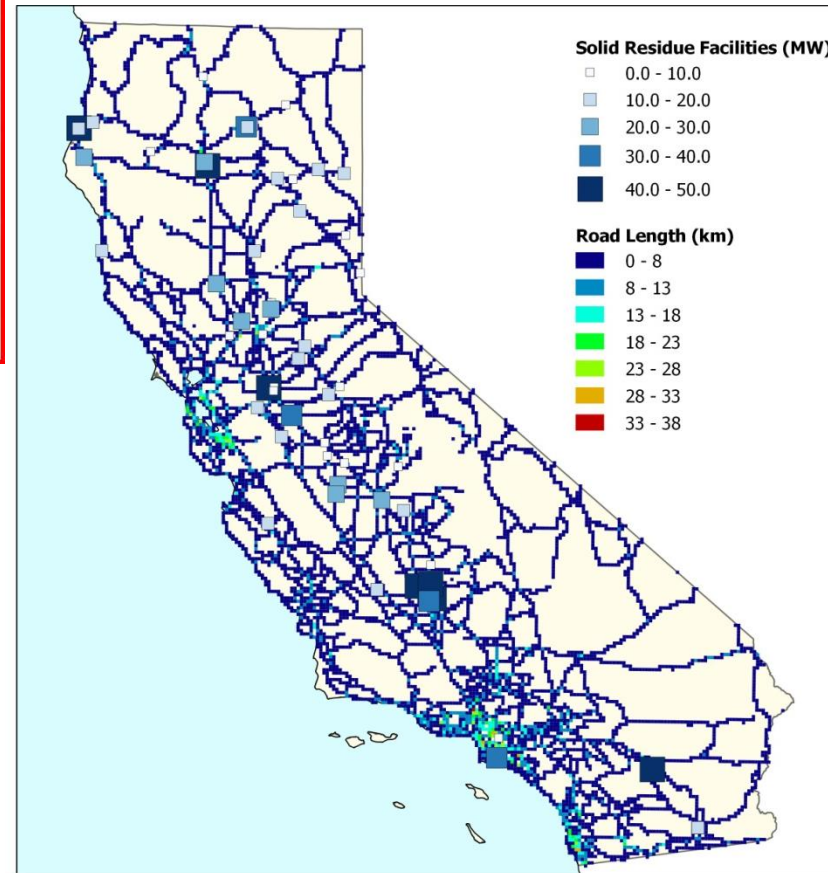 Solid Residue Facilities (MW)
0.0 - 10.0
10.0 - 20.0
20.0 - 30.0
30.0 - 40.0
40.0 - 50.0
Road Length (km)
0 - 8
8 - 13
13 - 18
18 - 23
23 - 28
28 - 33
33 - 38